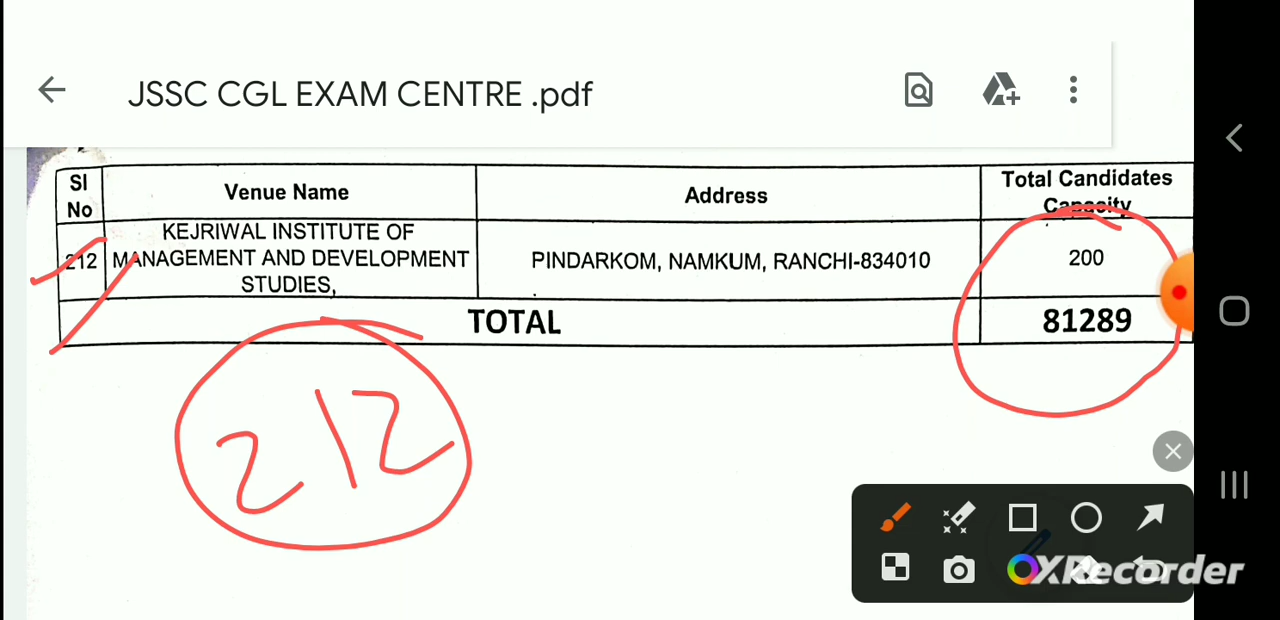 JSSC CGL EXAM CENTRE .pdf
Sl No Venue Name Address Total Candidates Capacity
212 KEJRIWAL INSTITUTE OF MANAGEMENT AND DEVELOPMENT STUDIES, PINDARKOM, NAMKUM, RANCHI-834010 200
TOTAL 81289
212
XRecorder